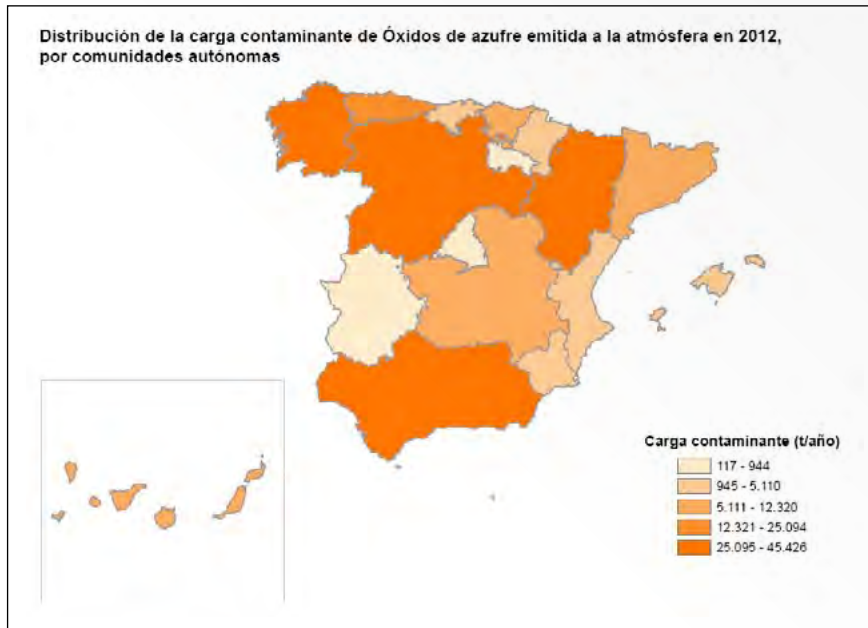 Distribución de la carga contaminante de Óxidos de azufre emitida a la atmósfera en 2012,
por comunidades autónomas
Carga contaminante (t/año)
117 - 944
945 - 5.110
5.111 - 12.320
12.321 - 25.094
25.095 - 45.426